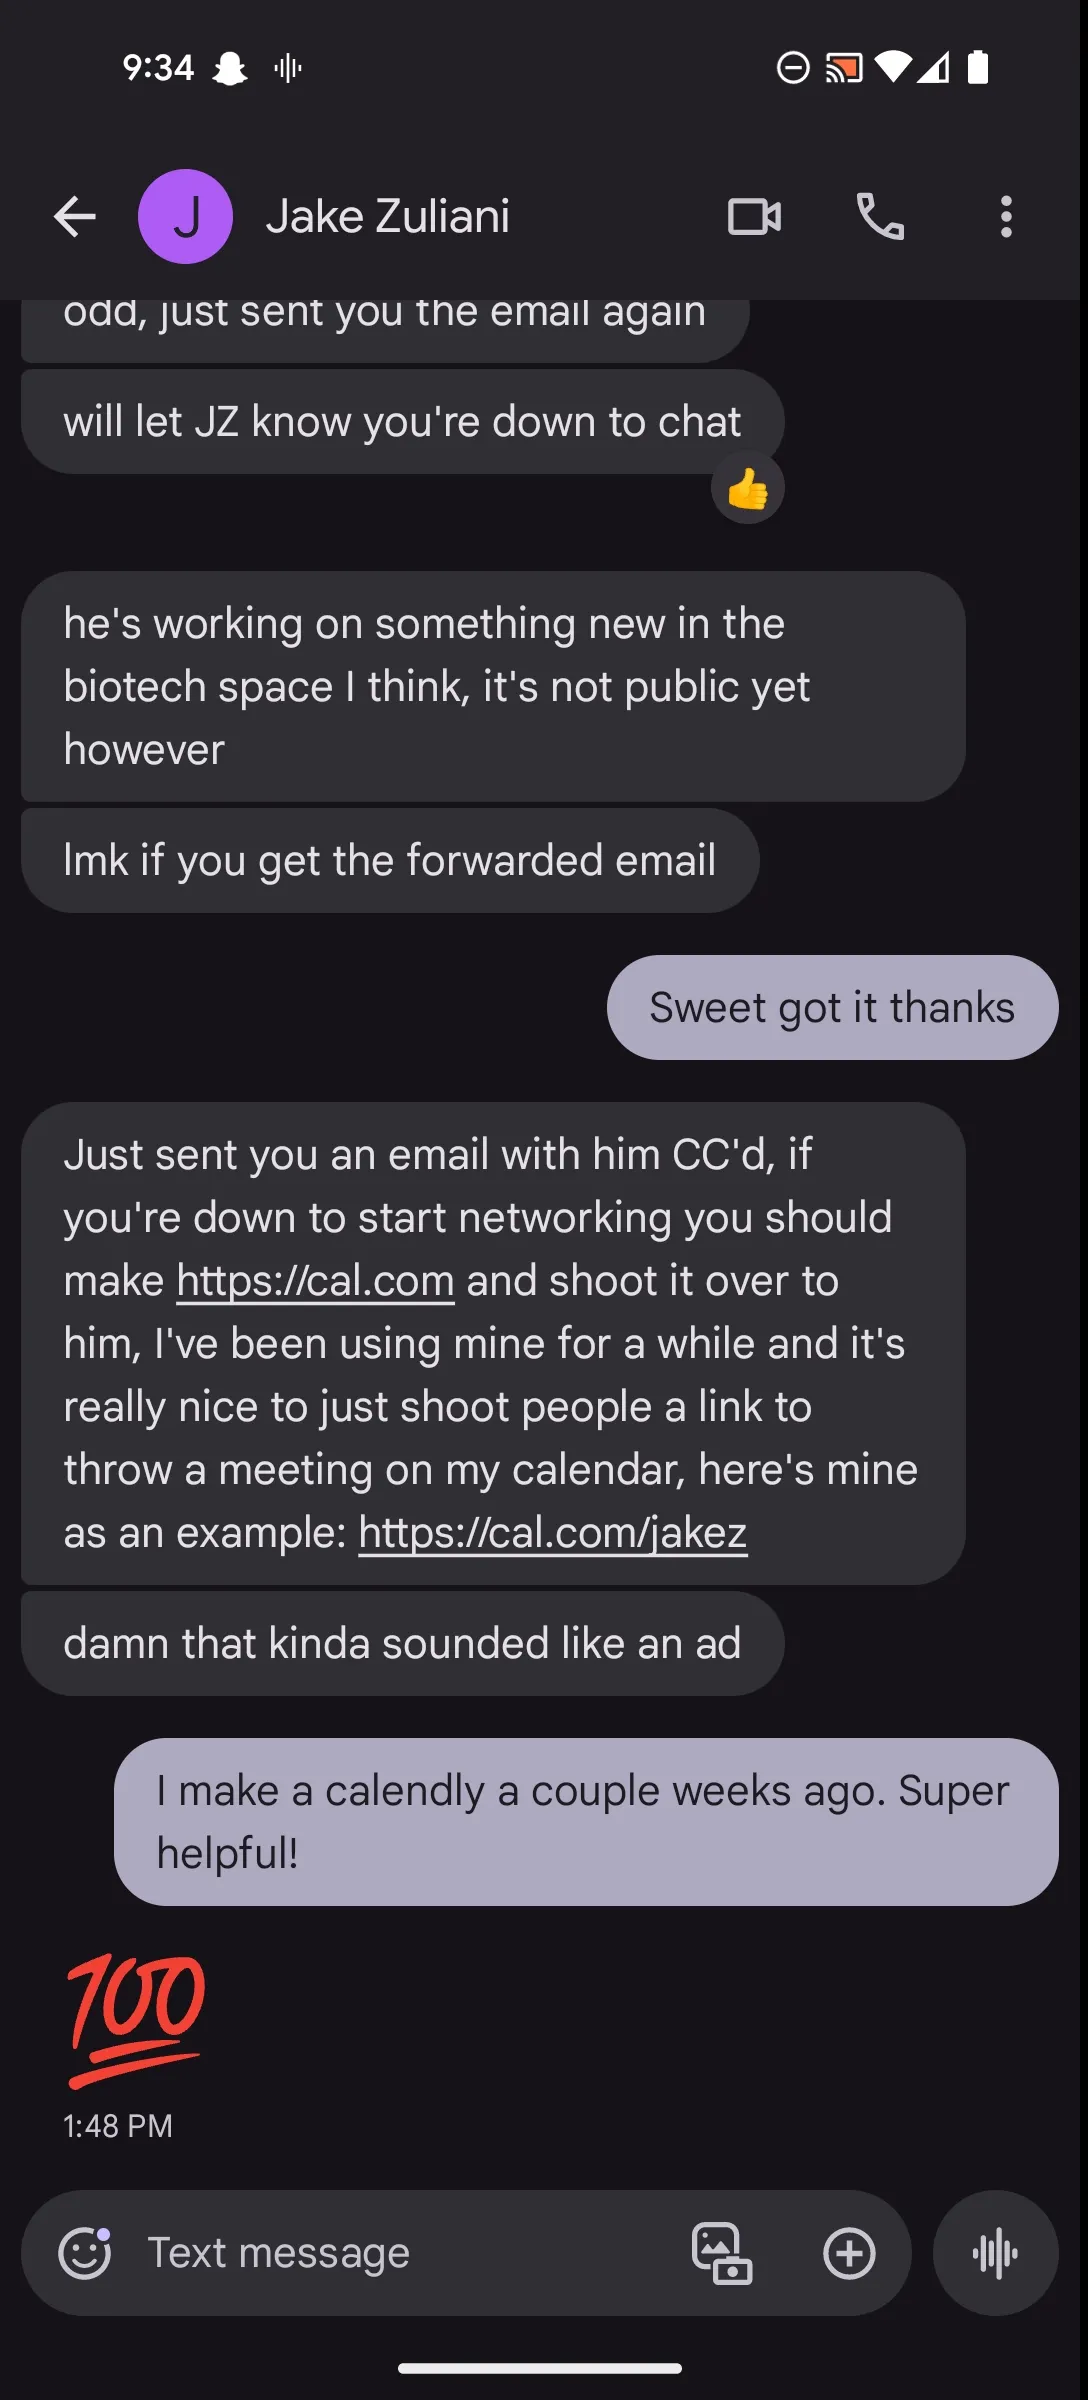 9:34
J
Jake Zuliani
odd, just sent you the email again
will let JZ know you're down to chat
he's working on something new in the
biotech space I think, it's not public yet
however
lmk if you get the forwarded email
Sweet got it thanks
Just sent you an email with him CC'd, if
you're down to start networking you should
make https://cal.com and shoot it over to
him, I've been using mine for a while and it's
really nice to just shoot people a link to
throw a meeting on my calendar, here's mine
as an example: https://cal.com/jakez
damn that kinda sounded like an ad
I make a calendly a couple weeks ago. Super
helpful!
100
1:48 PM
Text message